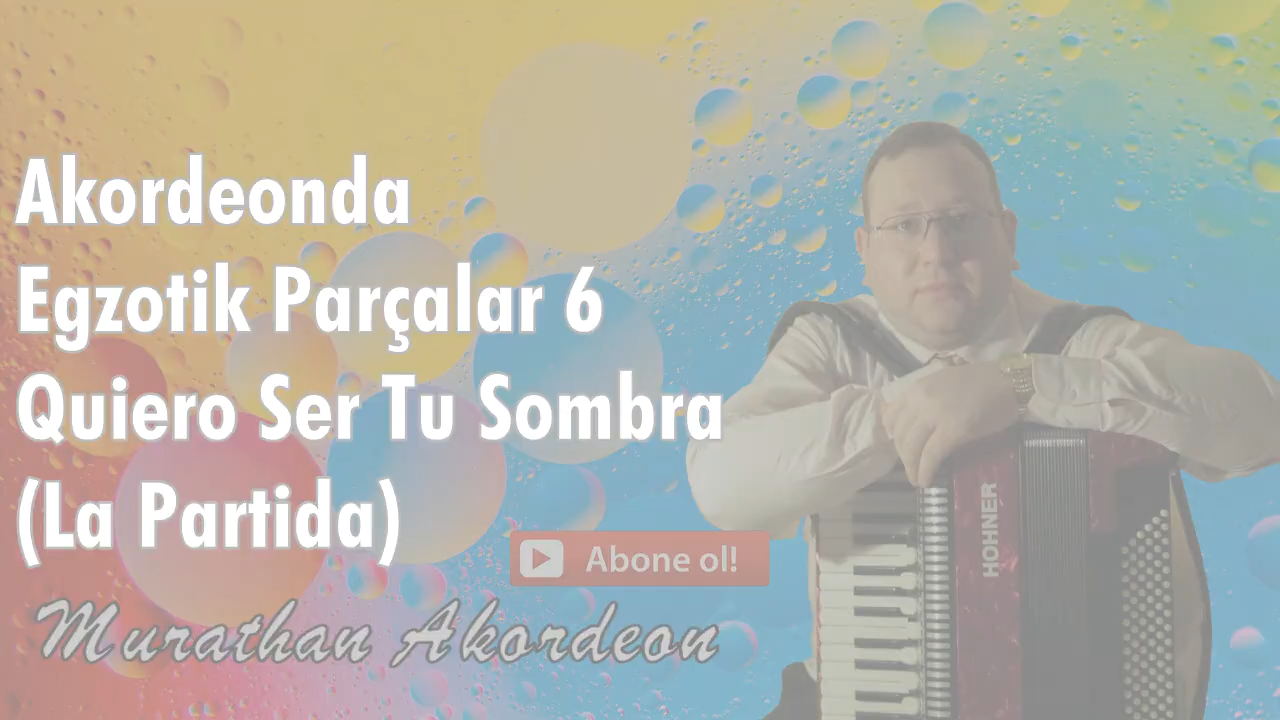 Akordeonda
Egzotik Parçalar 6
Quiero Ser Tu Sombra
(La Partida)
Abone ol!
Murathan Akordeon
HOHNER